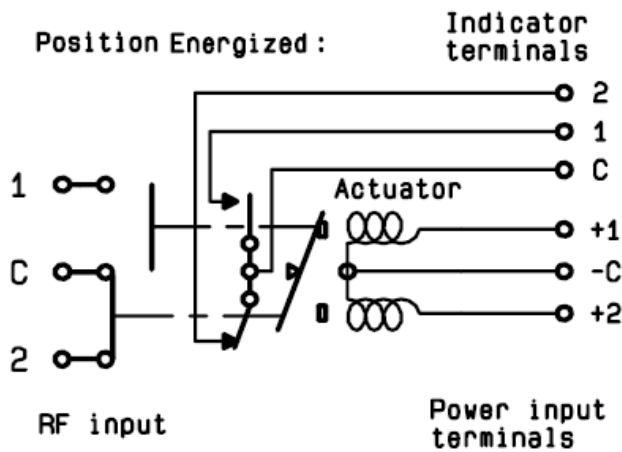 Position Energized :
Indicator
terminals
2
1
C
1
Actuator
+1
C
-C
+2
2
RF input
Power input
terminals